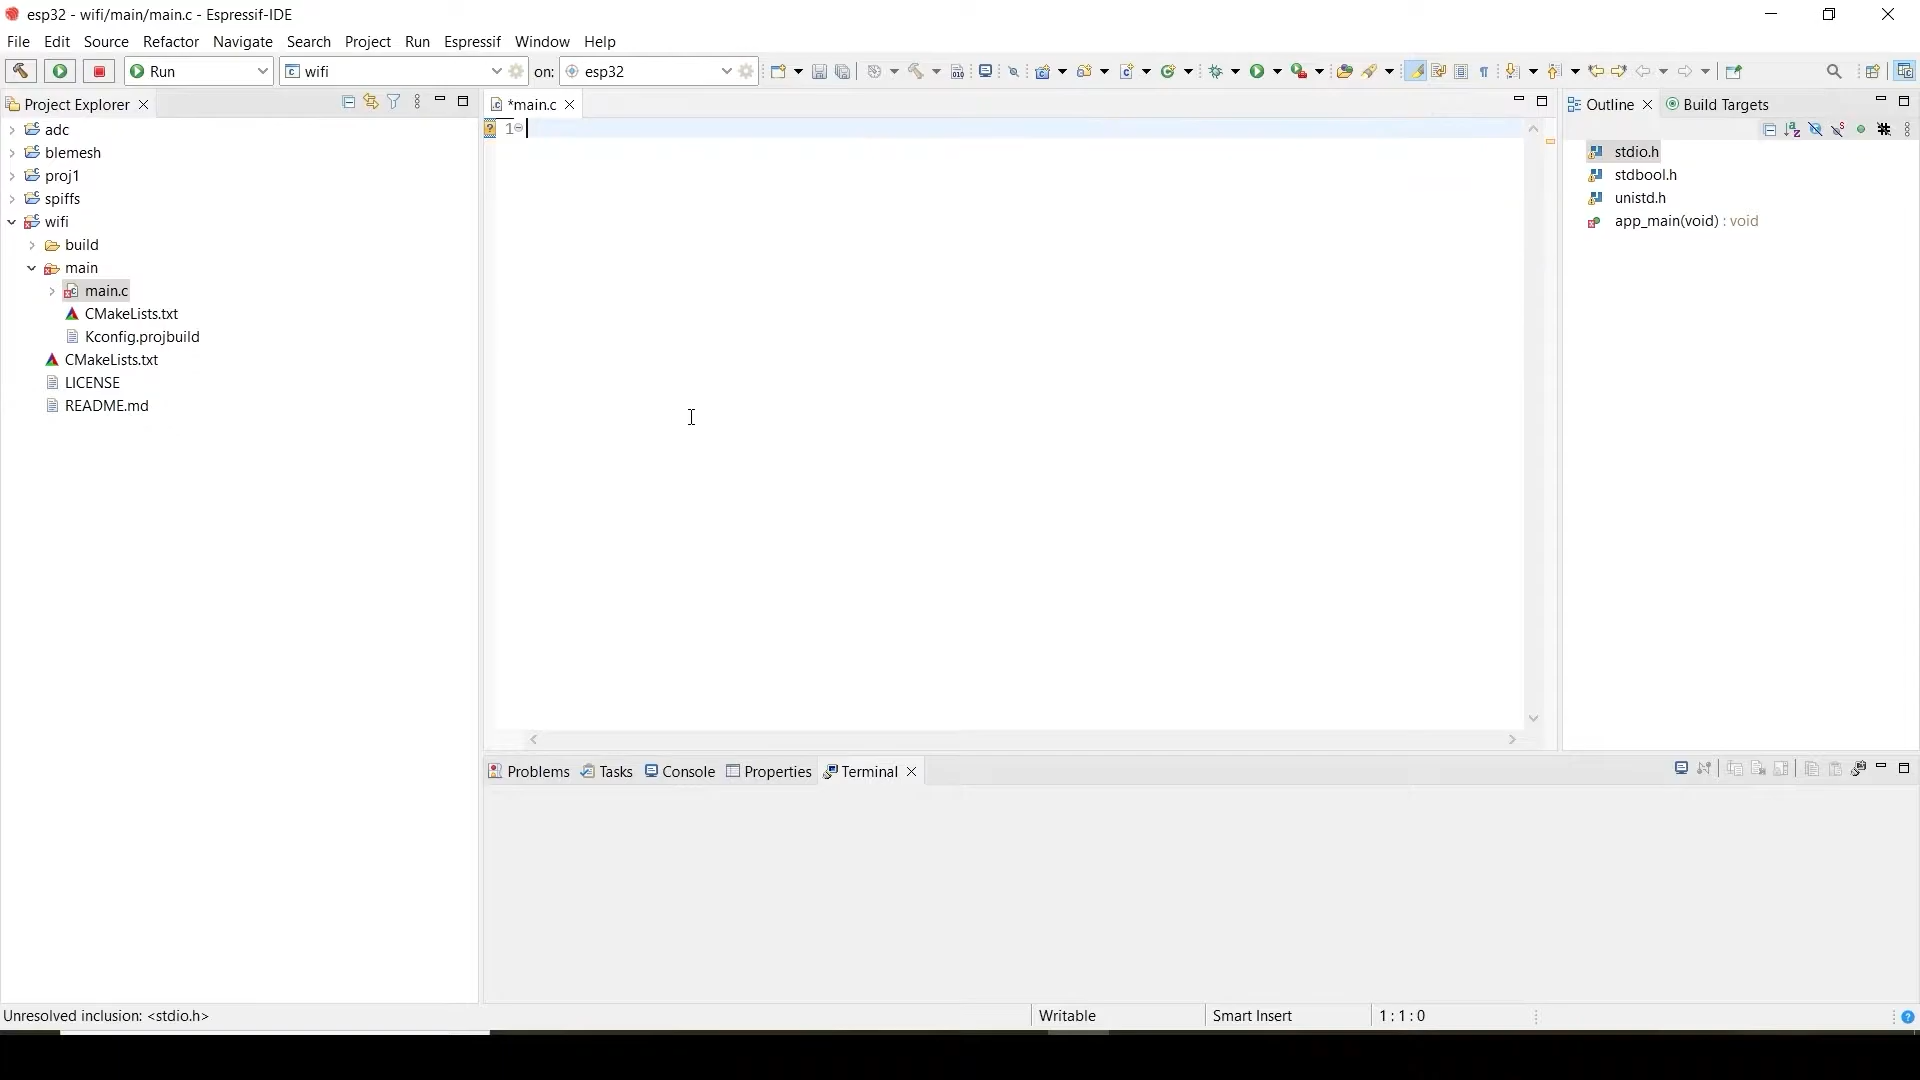 esp32 - wifi/main/main.c - Espressif-IDE
File Edit Source Refactor Navigate Search Project Run Espressif Window Help
Run wifi on: esp32
Project Explorer
adc
blemesh
proj1
spiffs
wifi
build
main
main.c
CMakeLists.txt
Kconfig.projbuild
CMakeLists.txt
LICENSE
README.md
*main.c
1
Outline Build Targets
stdio.h
stdbool.h
unistd.h
app_main(void) : void
Problems Tasks Console Properties Terminal
Unresolved inclusion: <stdio.h> Writable Smart Insert 1 : 1 : 0